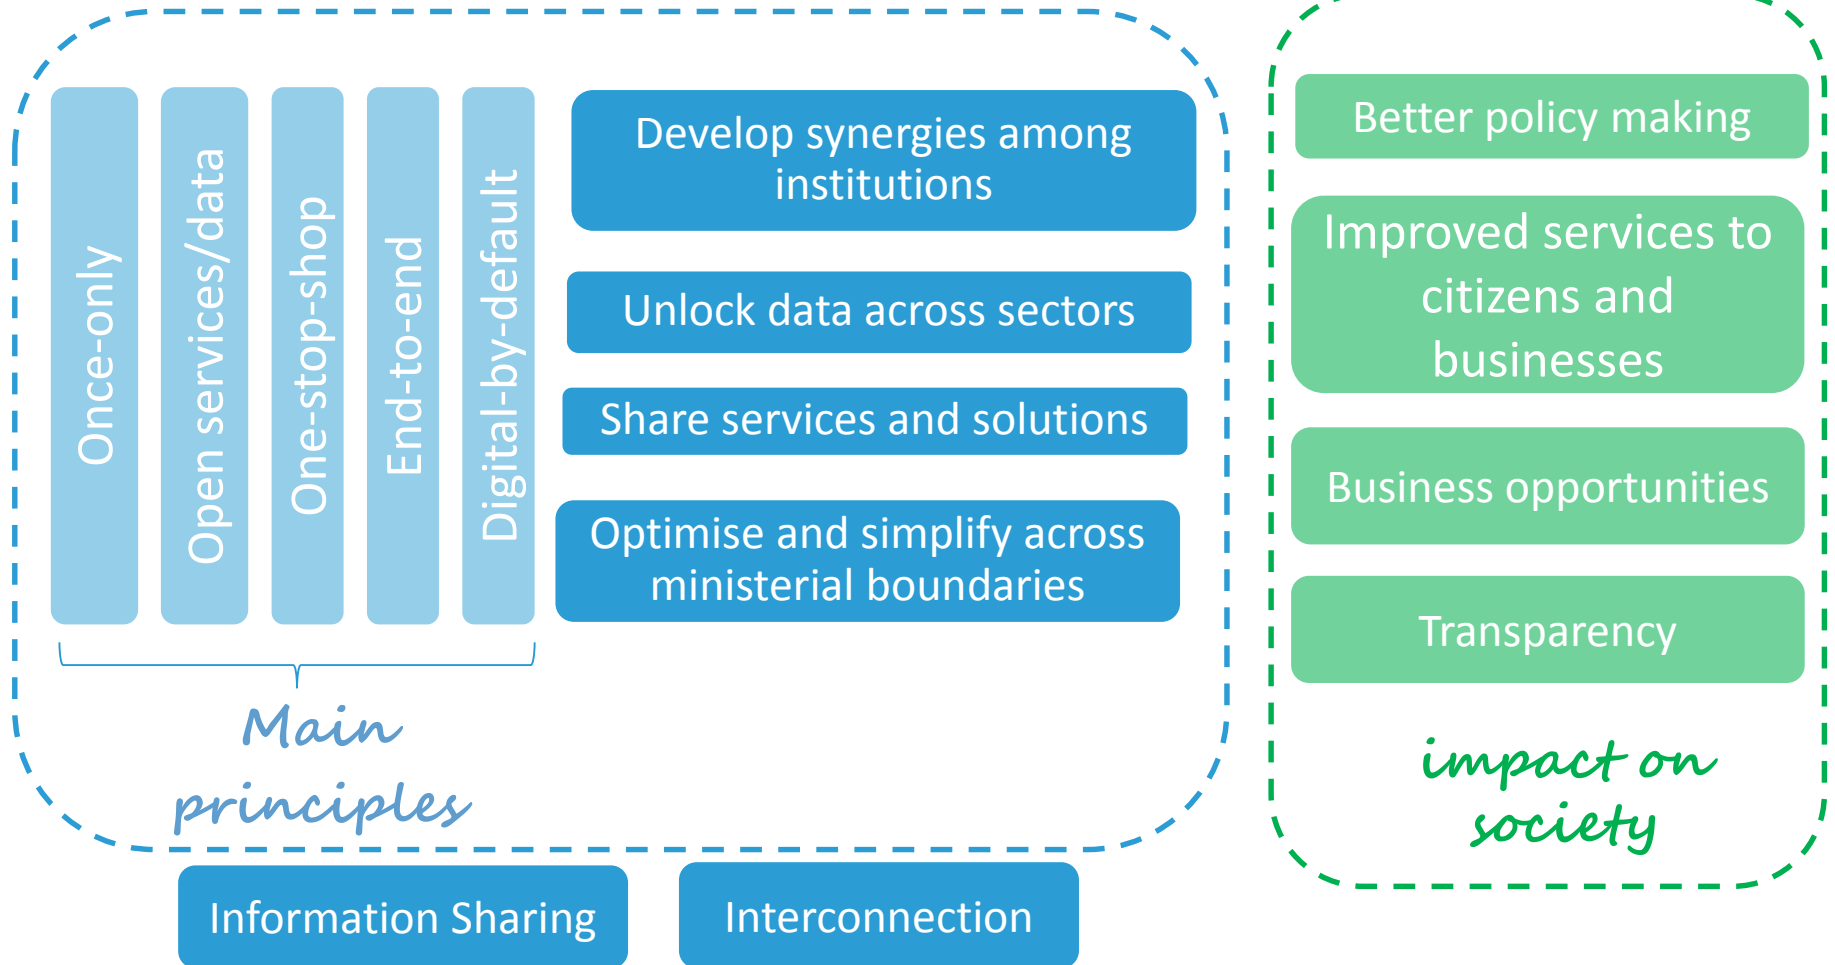 Once-only
Open services/data
One-stop-shop
End-to-end
Digital-by-default
Main
principles
Develop synergies among
institutions
Unlock data across sectors
Share services and solutions
Optimise and simplify across
ministerial boundaries
Information Sharing
Interconnection
Better policy making
Improved services to
citizens and
businesses
Business opportunities
Transparency
impact on
society